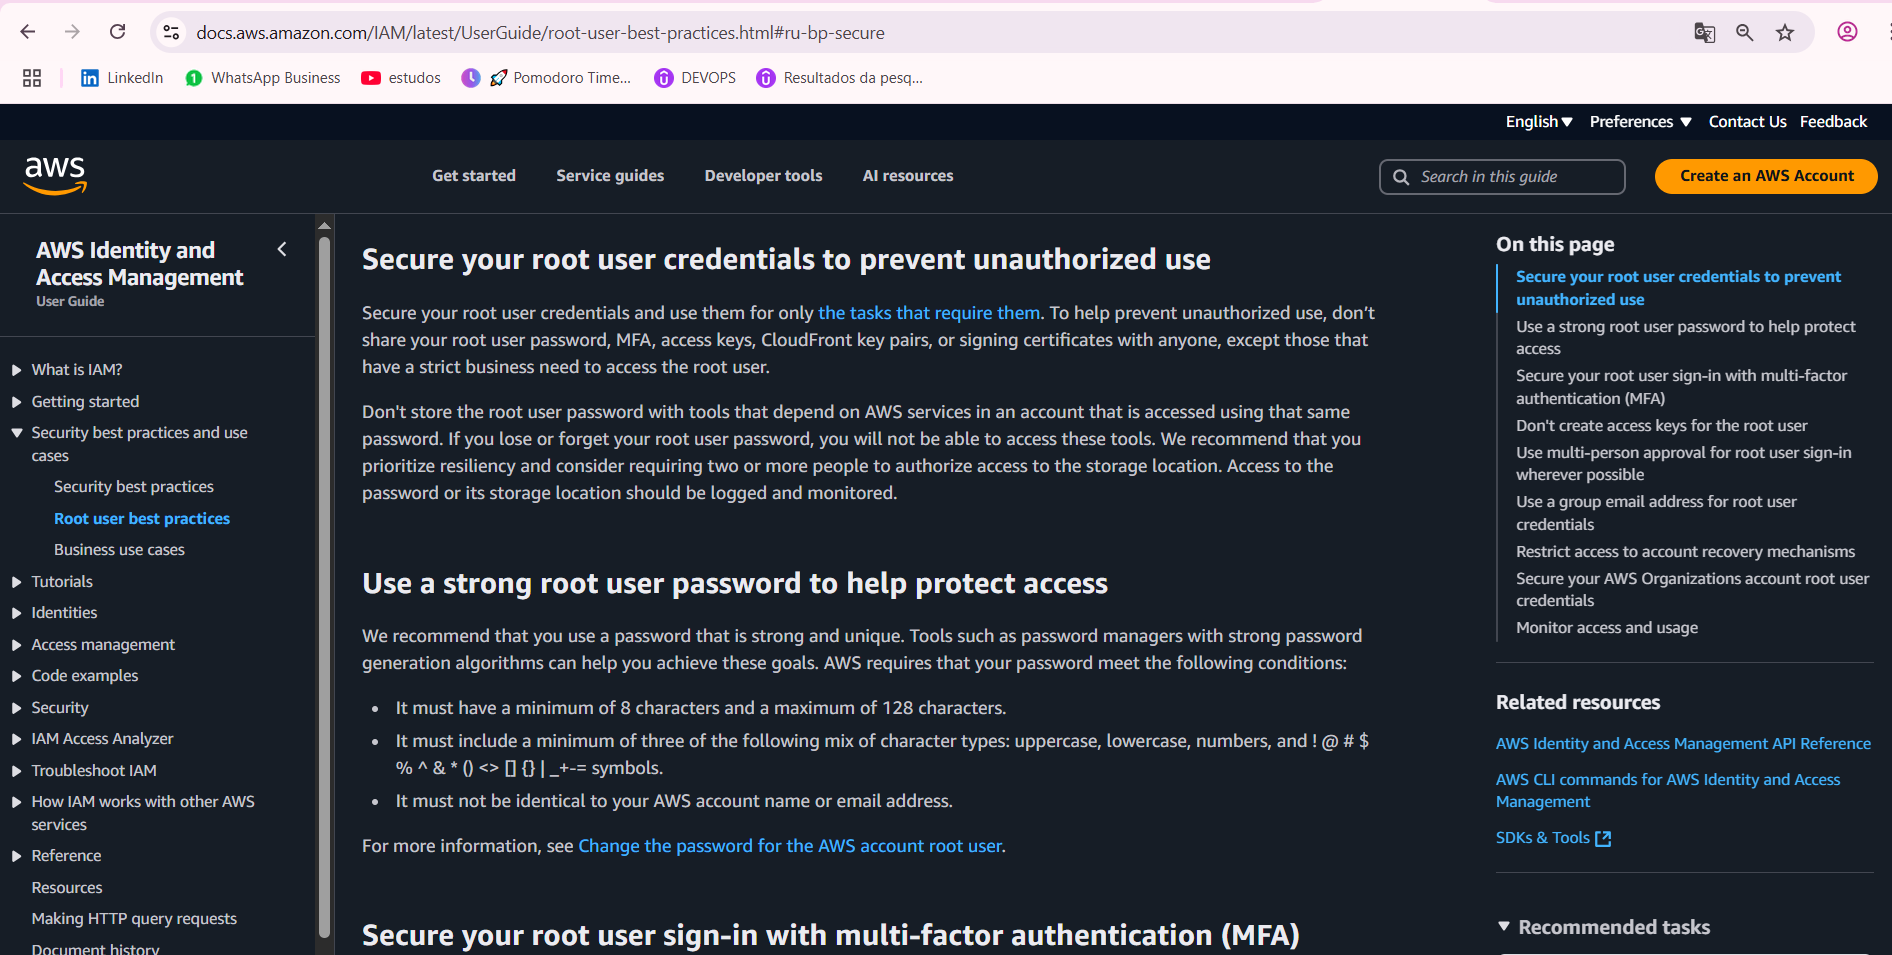 docs.aws.amazon.com/IAM/latest/UserGuide/root-user-best-practices.html#ru-bp-secure
LinkedIn
WhatsApp Business
estudos
Pomodoro Time...
DEVOPS
Resultados da pesq...
English
Preferences
Contact Us
Feedback
aws
Get started
Service guides
Developer tools
AI resources
Search in this guide
Create an AWS Account
AWS Identity and
Access Management
User Guide
What is IAM?
Getting started
Security best practices and use
cases
Security best practices
Root user best practices
Business use cases
Tutorials
Identities
Access management
Code examples
Security
IAM Access Analyzer
Troubleshoot IAM
How IAM works with other AWS
services
Reference
Resources
Making HTTP query requests
Document history
Secure your root user credentials to prevent unauthorized use
Secure your root user credentials and use them for only the tasks that require them. To help prevent unauthorized use, don't
share your root user password, MFA, access keys, CloudFront key pairs, or signing certificates with anyone, except those that
have a strict business need to access the root user.
Don't store the root user password with tools that depend on AWS services in an account that is accessed using that same
password. If you lose or forget your root user password, you will not be able to access these tools. We recommend that you
prioritize resiliency and consider requiring two or more people to authorize access to the storage location. Access to the
password or its storage location should be logged and monitored.
Use a strong root user password to help protect access
We recommend that you use a password that is strong and unique. Tools such as password managers with strong password
generation algorithms can help you achieve these goals. AWS requires that your password meet the following conditions:
• It must have a minimum of 8 characters and a maximum of 128 characters.
• It must include a minimum of three of the following mix of character types: uppercase, lowercase, numbers, and ! @ # $
% ^ & * () <> [] {} | _+-= symbols.
• It must not be identical to your AWS account name or email address.
For more information, see Change the password for the AWS account root user.
Secure your root user sign-in with multi-factor authentication (MFA)
On this page
Secure your root user credentials to prevent
unauthorized use
Use a strong root user password to help protect
access
Secure your root user sign-in with multi-factor
authentication (MFA)
Don't create access keys for the root user
Use multi-person approval for root user sign-in
wherever possible
Use a group email address for root user
credentials
Restrict access to account recovery mechanisms
Secure your AWS Organizations account root user
credentials
Monitor access and usage
Related resources
AWS Identity and Access Management API Reference
AWS CLI commands for AWS Identity and Access
Management
SDKs & Tools
Recommended tasks